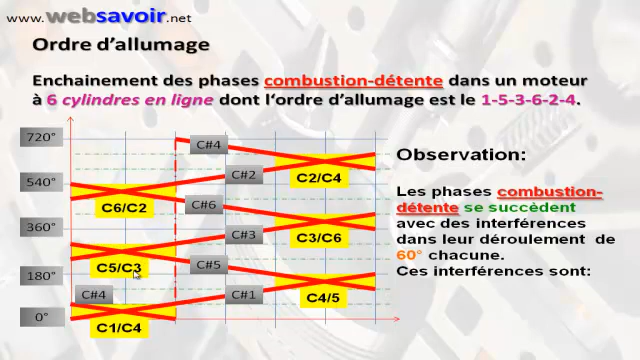 www.websavoir.net
Ordre d’allumage
Enchainement des phases combustion-détente dans un moteur
à 6 cylindres en ligne dont l‘ordre d’allumage est le 1-5-3-6-2-4.
720°
540°
360°
180°
0°
C#4
C#2
C#6
C#3
C#5
C#4
C#1
C2/C4
C6/C2
C3/C6
C5/C3
C4/5
C1/C4
Observation:
Les phases combustion-
détente se succèdent
avec des interférences
dans leur déroulement de
60° chacune.
Ces interférences sont: